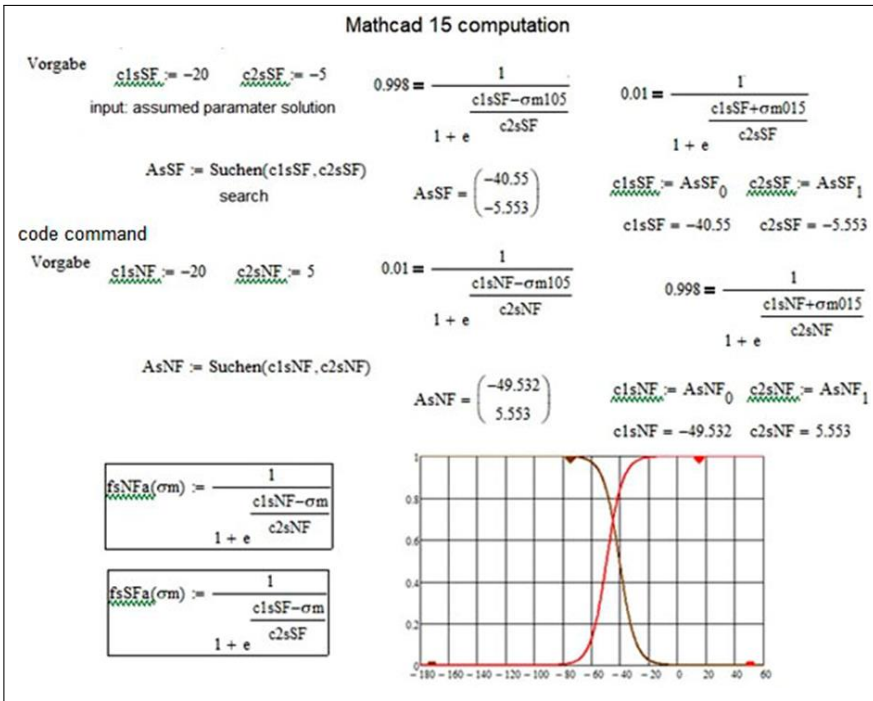 Mathcad 15 computation
Vorgabe
c1sSF := −20 c2sSF := −5
input: assumed paramater solution
0.998 = 1 / (1 + e^((c1sSF−σm105)/c2sSF))
0.01 = 1 / (1 + e^((c1sSF+σm015)/c2sSF))
AsSF := Suchen(c1sSF, c2sSF)
search
AsSF = (−40.55 −5.553)
c1sSF := AsSF_0 c2sSF := AsSF_1
c1sSF = −40.55 c2sSF = −5.553
code command
Vorgabe
c1sNF := −20 c2sNF := 5
0.01 = 1 / (1 + e^((c1sNF−σm105)/c2sNF))
0.998 = 1 / (1 + e^((c1sNF+σm015)/c2sNF))
AsNF := Suchen(c1sNF, c2sNF)
AsNF = (−49.532 5.553)
c1sNF := AsNF_0 c2sNF := AsNF_1
c1sNF = −49.532 c2sNF = 5.553
fsNFa(σm) := 1 / (1 + e^((c1sNF−σm)/c2sNF))
fsSFa(σm) := 1 / (1 + e^((c1sSF−σm)/c2sSF))
1
0.8
0.6
0.4
0.2
0
−180 −160 −140 −120 −100 −80 −60 −40 −20 0 20 40 60